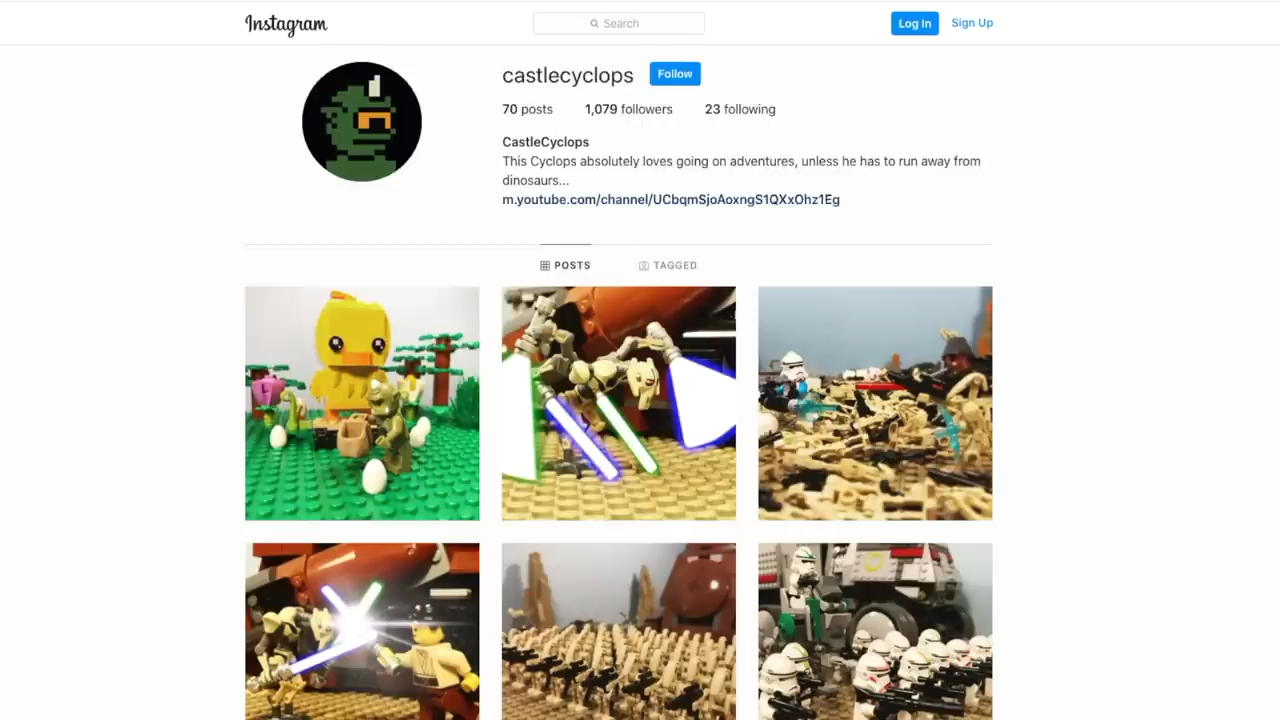 Instagram
Search
Log In
Sign Up
castlecyclops
Follow
70 posts
1,079 followers
23 following
CastleCyclops
This Cyclops absolutely loves going on adventures, unless he has to run away from
dinosaurs...
m.youtube.com/channel/UCbqmSjoAoxngS1QXxOhz1Eg
POSTS
TAGGED